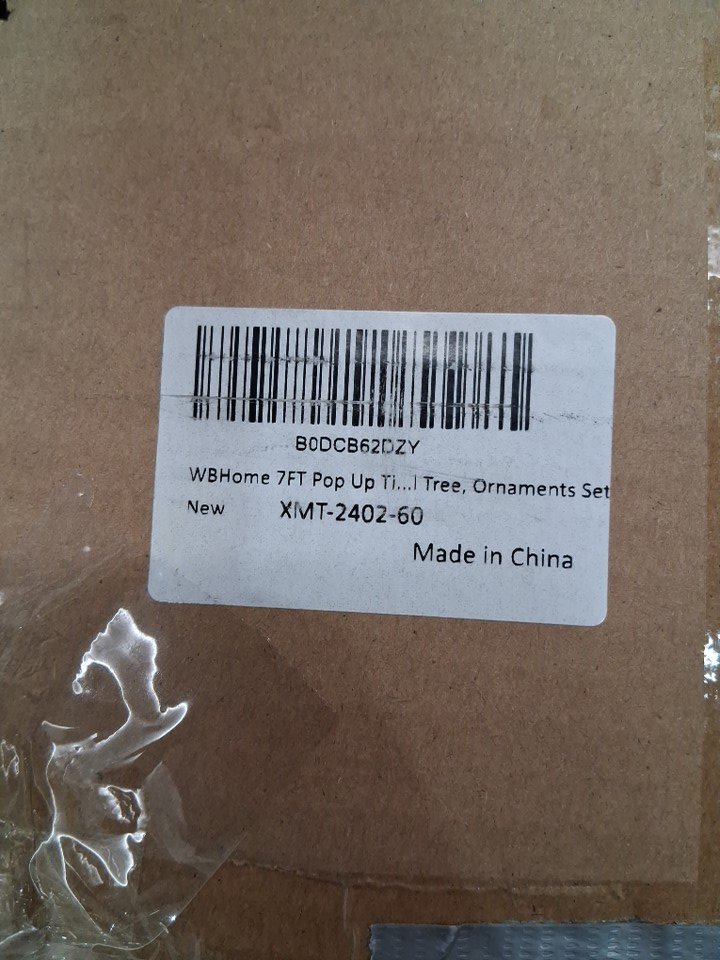 B0DCB62DZY
WBHome 7FT Pop Up Ti...l Tree, Ornaments Set
New XMT-2402-60
Made in China